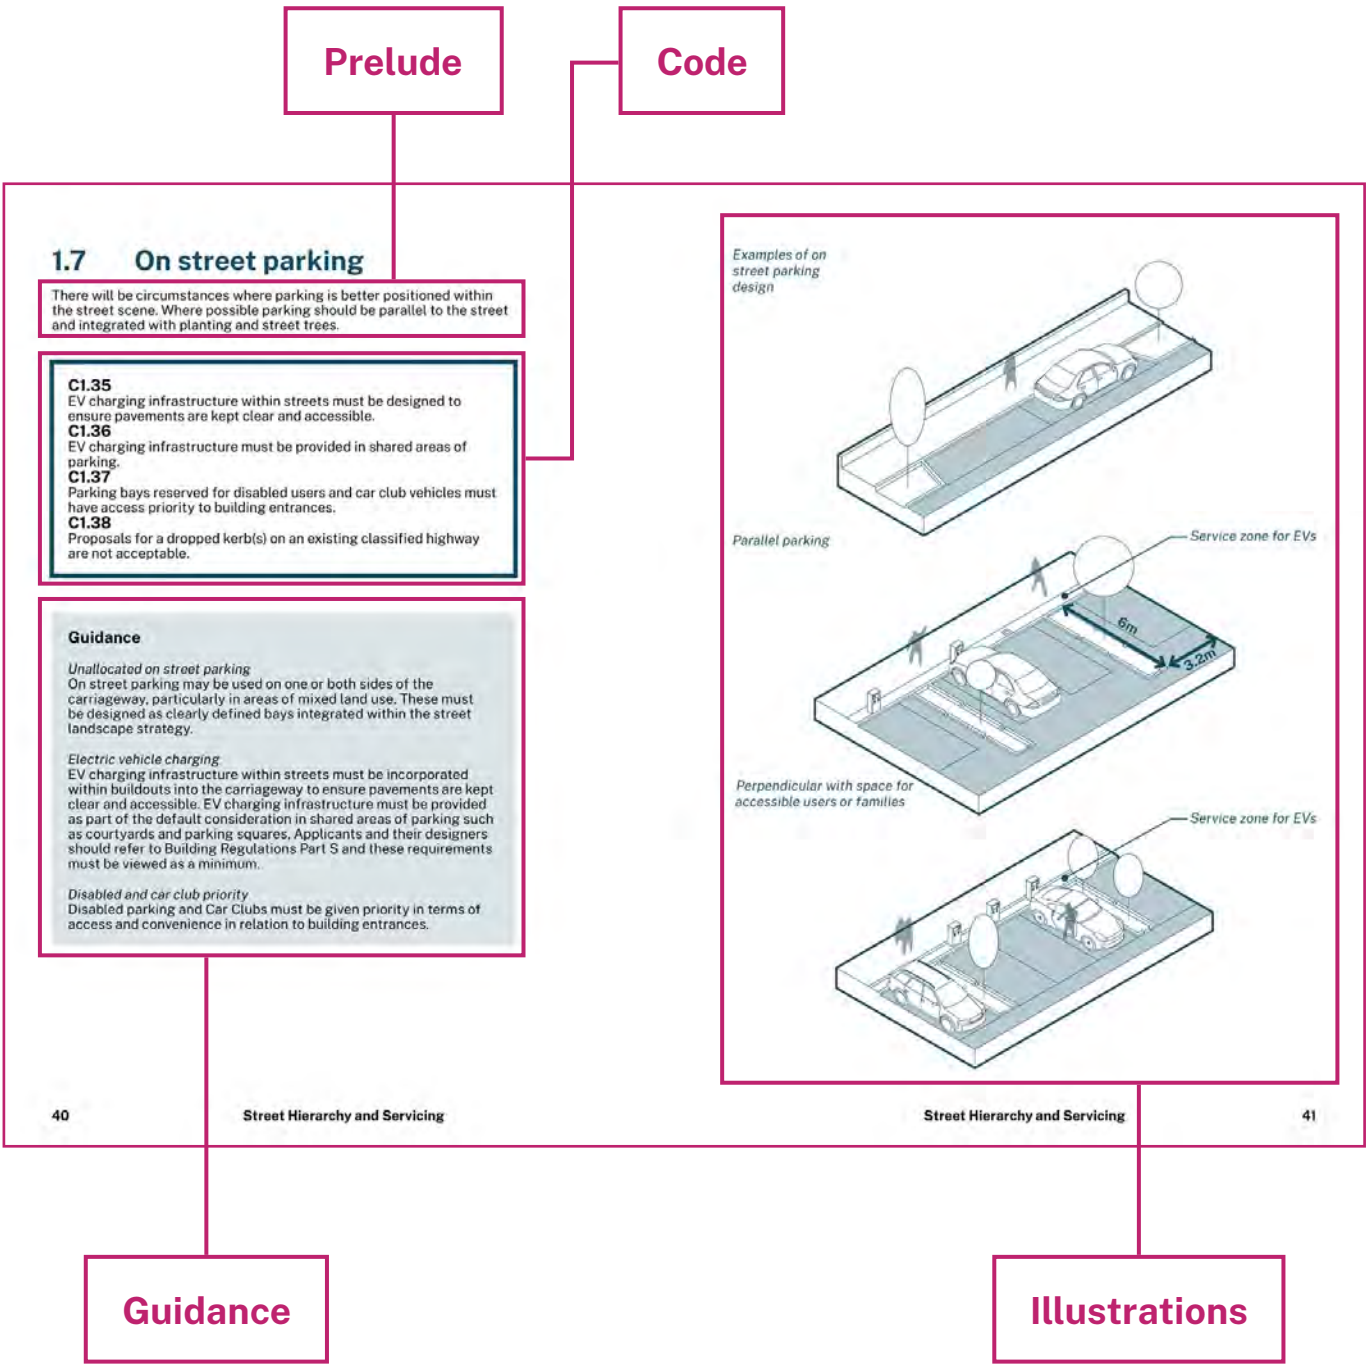 Prelude
Code
1.7 On street parking
There will be circumstances where parking is better positioned within
the street scene. Where possible parking should be parallel to the street
and integrated with planting and street trees.
C1.35
EV charging infrastructure within streets must be designed to
ensure pavements are kept clear and accessible.
C1.36
EV charging infrastructure must be provided in shared areas of
parking.
C1.37
Parking bays reserved for disabled users and car club vehicles must
have access priority to building entrances.
C1.38
Proposals for a dropped kerb(s) on an existing classified highway
are not acceptable.
Guidance
Unallocated on street parking
On street parking may be used on one or both sides of the
carriageway, particularly in areas of mixed land use. These must
be designed as clearly defined bays integrated within the street
landscape strategy.
Electric vehicle charging
EV charging infrastructure within streets must be incorporated
within buildouts into the carriageway to ensure pavements are kept
clear and accessible. EV charging infrastructure must be provided
as part of the default consideration in shared areas of parking such
as courtyards and parking squares. Applicants and their designers
should refer to Building Regulations Part S and these requirements
must be viewed as a minimum.
Disabled and car club priority
Disabled parking and Car Clubs must be given priority in terms of
access and convenience in relation to building entrances.
40
Street Hierarchy and Servicing
Examples of on
street parking
design
Parallel parking
Service zone for EVs
6m
3.2m
Perpendicular with space for
accessible users or families
Service zone for EVs
Street Hierarchy and Servicing
41
Guidance
Illustrations